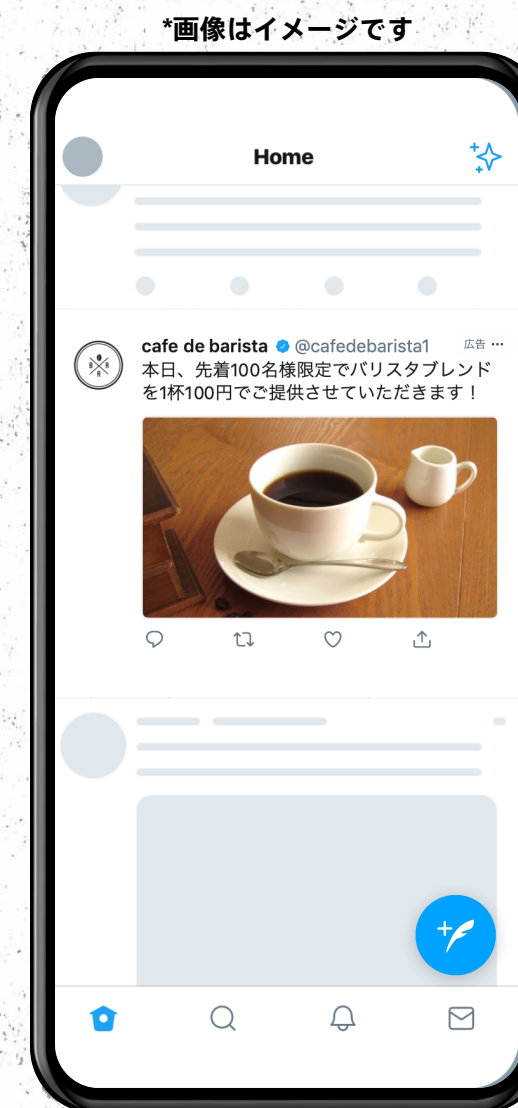 *画像はイメージです
Home
cafe de barista @cafedebarista1 広告 …
本日、先着100名様限定でバリスタブレンド
を1杯100円でご提供させていただきます！
B A R